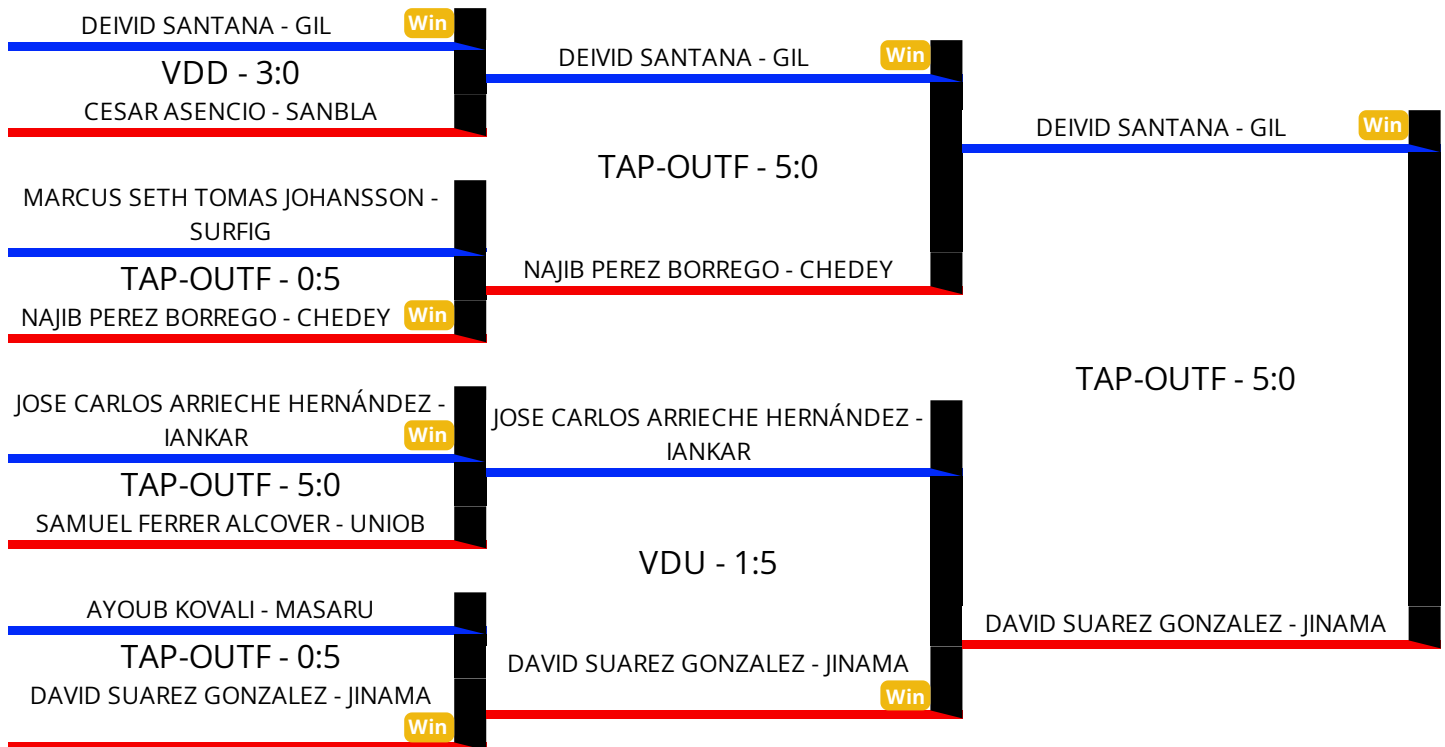 DEIVID SANTANA - GIL
Win
VDD - 3:0
CESAR ASENCIO - SANBLA
MARCUS SETH TOMAS JOHANSSON -
SURFIG
TAP-OUTF - 0:5
NAJIB PEREZ BORREGO - CHEDEY
Win
JOSE CARLOS ARRIECHE HERNÁNDEZ -
IANKAR
Win
TAP-OUTF - 5:0
SAMUEL FERRER ALCOVER - UNIOB
AYOUB KOVALI - MASARU
TAP-OUTF - 0:5
DAVID SUAREZ GONZALEZ - JINAMA
Win
DEIVID SANTANA - GIL
Win
TAP-OUTF - 5:0
NAJIB PEREZ BORREGO - CHEDEY
JOSE CARLOS ARRIECHE HERNÁNDEZ -
IANKAR
VDU - 1:5
DAVID SUAREZ GONZALEZ - JINAMA
Win
DEIVID SANTANA - GIL
Win
TAP-OUTF - 5:0
DAVID SUAREZ GONZALEZ - JINAMA